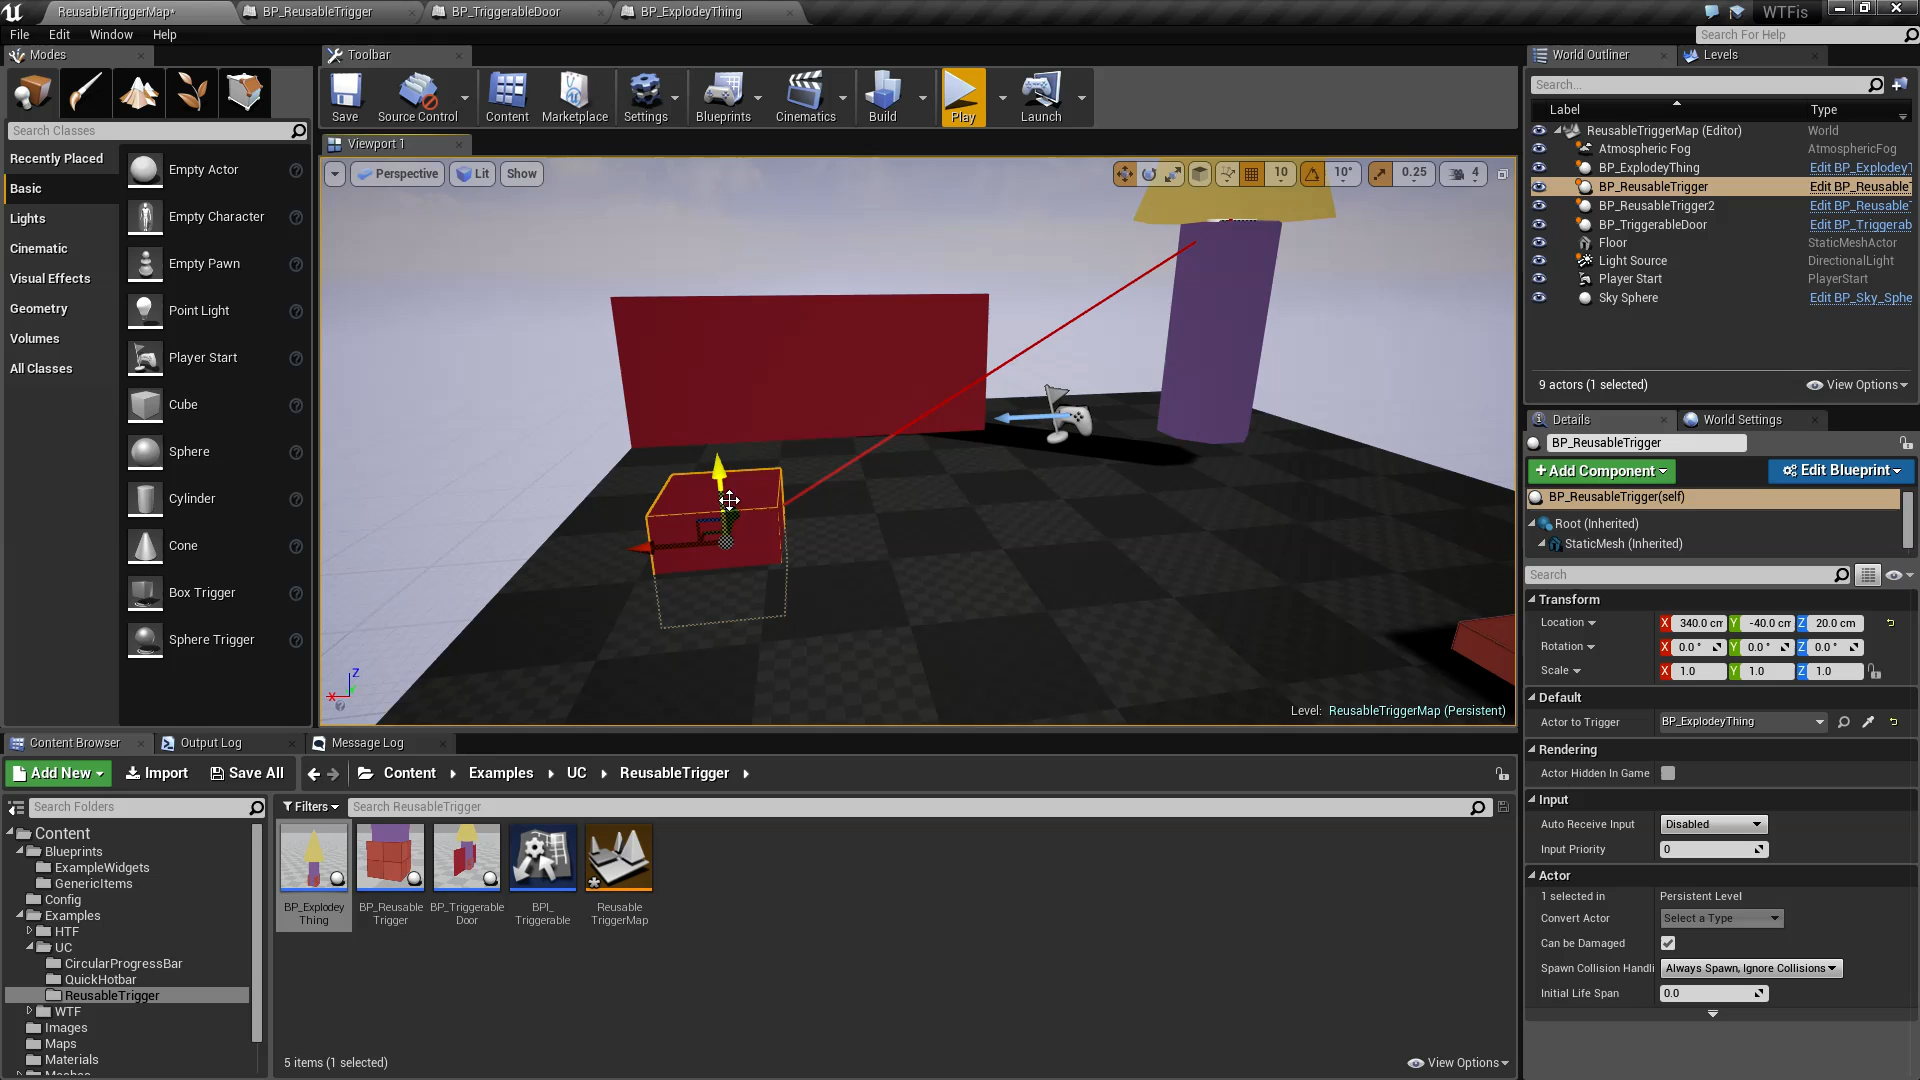 ReusableTriggerMap*
BP_ReusableTrigger
BP_TriggerableDoor
BP_ExplodeyThing
WTFis
File Edit Window Help
Search For Help
Modes
Toolbar
World Outliner
Levels
Save
Source Control
Content
Marketplace
Settings
Blueprints
Cinematics
Build
Play
Launch
Search Classes
Recently Placed
Basic
Lights
Cinematic
Visual Effects
Geometry
Volumes
All Classes
Empty Actor
Empty Character
Empty Pawn
Point Light
Player Start
Cube
Sphere
Cylinder
Cone
Box Trigger
Sphere Trigger
Viewport 1
Perspective
Lit
Show
10
10°
0.25
4
X
Z
Level: ReusableTriggerMap (Persistent)
Search...
Label Type
ReusableTriggerMap (Editor) World
Atmospheric Fog AtmosphericFog
BP_ExplodeyThing Edit BP_ExplodeyT
BP_ReusableTrigger Edit BP_ReusableT
BP_ReusableTrigger2 Edit BP_ReusableT
BP_TriggerableDoor Edit BP_Triggerab
Floor StaticMeshActor
Light Source DirectionalLight
Player Start PlayerStart
Sky Sphere Edit BP_Sky_Sphe
9 actors (1 selected)
View Options
Details
World Settings
BP_ReusableTrigger
+Add Component
Edit Blueprint
BP_ReusableTrigger(self)
Root (Inherited)
StaticMesh (Inherited)
Search
Transform
Location X 340.0 cm Y -40.0 cm Z 20.0 cm
Rotation X 0.0 ° Y 0.0 ° Z 0.0 °
Scale X 1.0 Y 1.0 Z 1.0
Default
Actor to Trigger BP_ExplodeyThing
Rendering
Actor Hidden In Game
Input
Auto Receive Input Disabled
Input Priority 0
Actor
1 selected in Persistent Level
Convert Actor Select a Type
Can be Damaged
Spawn Collision Handli Always Spawn, Ignore Collisions
Initial Life Span 0.0
Content Browser
Output Log
Message Log
Add New
Import
Save All
Content Examples UC ReusableTrigger
Search Folders
Filters
Search ReusableTrigger
Content
Blueprints
ExampleWidgets
GenericItems
Config
Examples
HTF
UC
CircularProgressBar
QuickHotbar
ReusableTrigger
WTF
Images
Maps
Materials
BP_Explodey
Thing
BP_Reusable
Trigger
BP_Triggerable
Door
BPI_
Triggerable
Reusable
TriggerMap
5 items (1 selected)
View Options